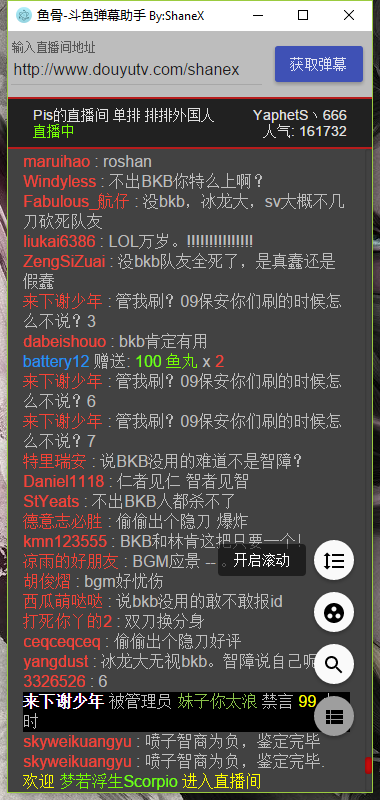 鱼骨-斗鱼弹幕助手 By:ShaneX
输入直播间地址
http://www.douyutv.com/shanex
获取弹幕
Pis的直播间 单排 排排外国人
YaphetS丶666
直播中
人气: 161732
maruihao : roshan
Windyless : 不出BKB你特么上啊？
Fabulous_航仔 : 没bkb，冰龙大，sv大概不几
刀砍死队友
liukai6386 : LOL万岁。!!!!!!!!!!!!!!!
ZengSiZuai : 没bkb队友全死了，是真蠢还是
假蠢
来下谢少年 : 管我刷？09保安你们刷的时候怎
么不说？3
dabeishouo : bkb肯定有用
battery12 赠送: 100 鱼丸 x 2
来下谢少年 : 管我刷？09保安你们刷的时候怎
么不说？6
来下谢少年 : 管我刷？09保安你们刷的时候怎
么不说？7
特里瑞安 : 说BKB没用的难道不是智障？
Daniel1118 : 仁者见仁 智者见智
StYeats : 不出BKB人都杀不了
德意志必胜 : 偷偷出个隐刀 爆炸
kmn123555 : BKB和林肯这把只要一个！
凉雨的好朋友 : BGM应景 -- 。
开启滚动
胡俊熠 : bgm好忧伤
西瓜萌哒哒 : 说bkb没用的敢不敢报id
打死你丫的2 : 双刀换分身
ceqceqceq : 偷偷出个隐刀好评
yangdust : 冰龙大无视bkb。智障说自己呢
3326526 : 6
来下谢少年 被管理员 妹子你太浪 禁言 99 小
时
skyweikuangyu : 喷子智商为负，鉴定完毕
skyweikuangyu : 喷子智商为负，鉴定完毕.
欢迎 梦若浮生Scorpio 进入直播间